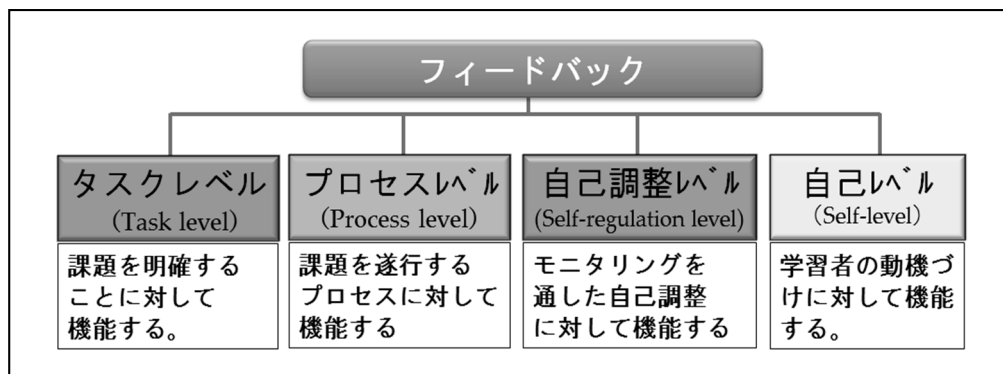 フィードバック
タスクレベル
(Task level)
課題を明確する
ことに対して
機能する。
プロセスﾚﾍﾞﾙ
(Process level)
課題を遂行する
プロセスに対して
機能する
自己調整ﾚﾍﾞﾙ
(Self-regulation level)
モニタリングを
通した自己調整
に対して機能する
自己ﾚﾍﾞﾙ
(Self-level)
学習者の動機づ
けに対して機能
する。